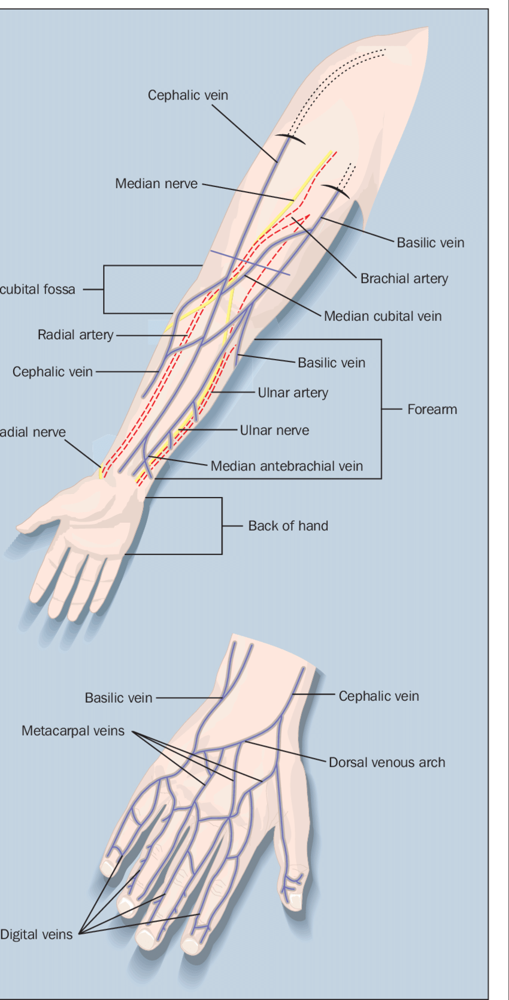 Cephalic vein
Median nerve
Basilic vein
Brachial artery
cubital fossa
Median cubital vein
Radial artery
Basilic vein
Cephalic vein
Ulnar artery
Forearm
adial nerve
Ulnar nerve
Median antebrachial vein
Back of hand
Basilic vein
Cephalic vein
Metacarpal veins
Dorsal venous arch
Digital veins